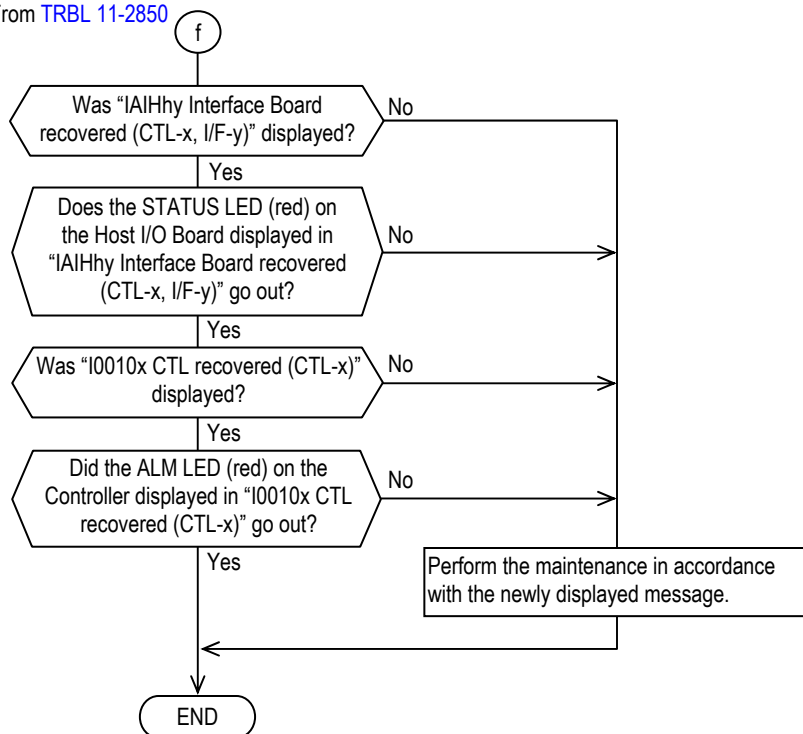 From TRBL 11-2850
f
Was “IAIHhy Interface Board
recovered (CTL-x, I/F-y)” displayed?
No
Yes
Does the STATUS LED (red) on
the Host I/O Board displayed in
“IAIHhy Interface Board recovered
(CTL-x, I/F-y)” go out?
No
Yes
Was “I0010x CTL recovered (CTL-x)”
displayed?
No
Yes
Did the ALM LED (red) on the
Controller displayed in “I0010x CTL
recovered (CTL-x)” go out?
No
Yes
Perform the maintenance in accordance
with the newly displayed message.
END